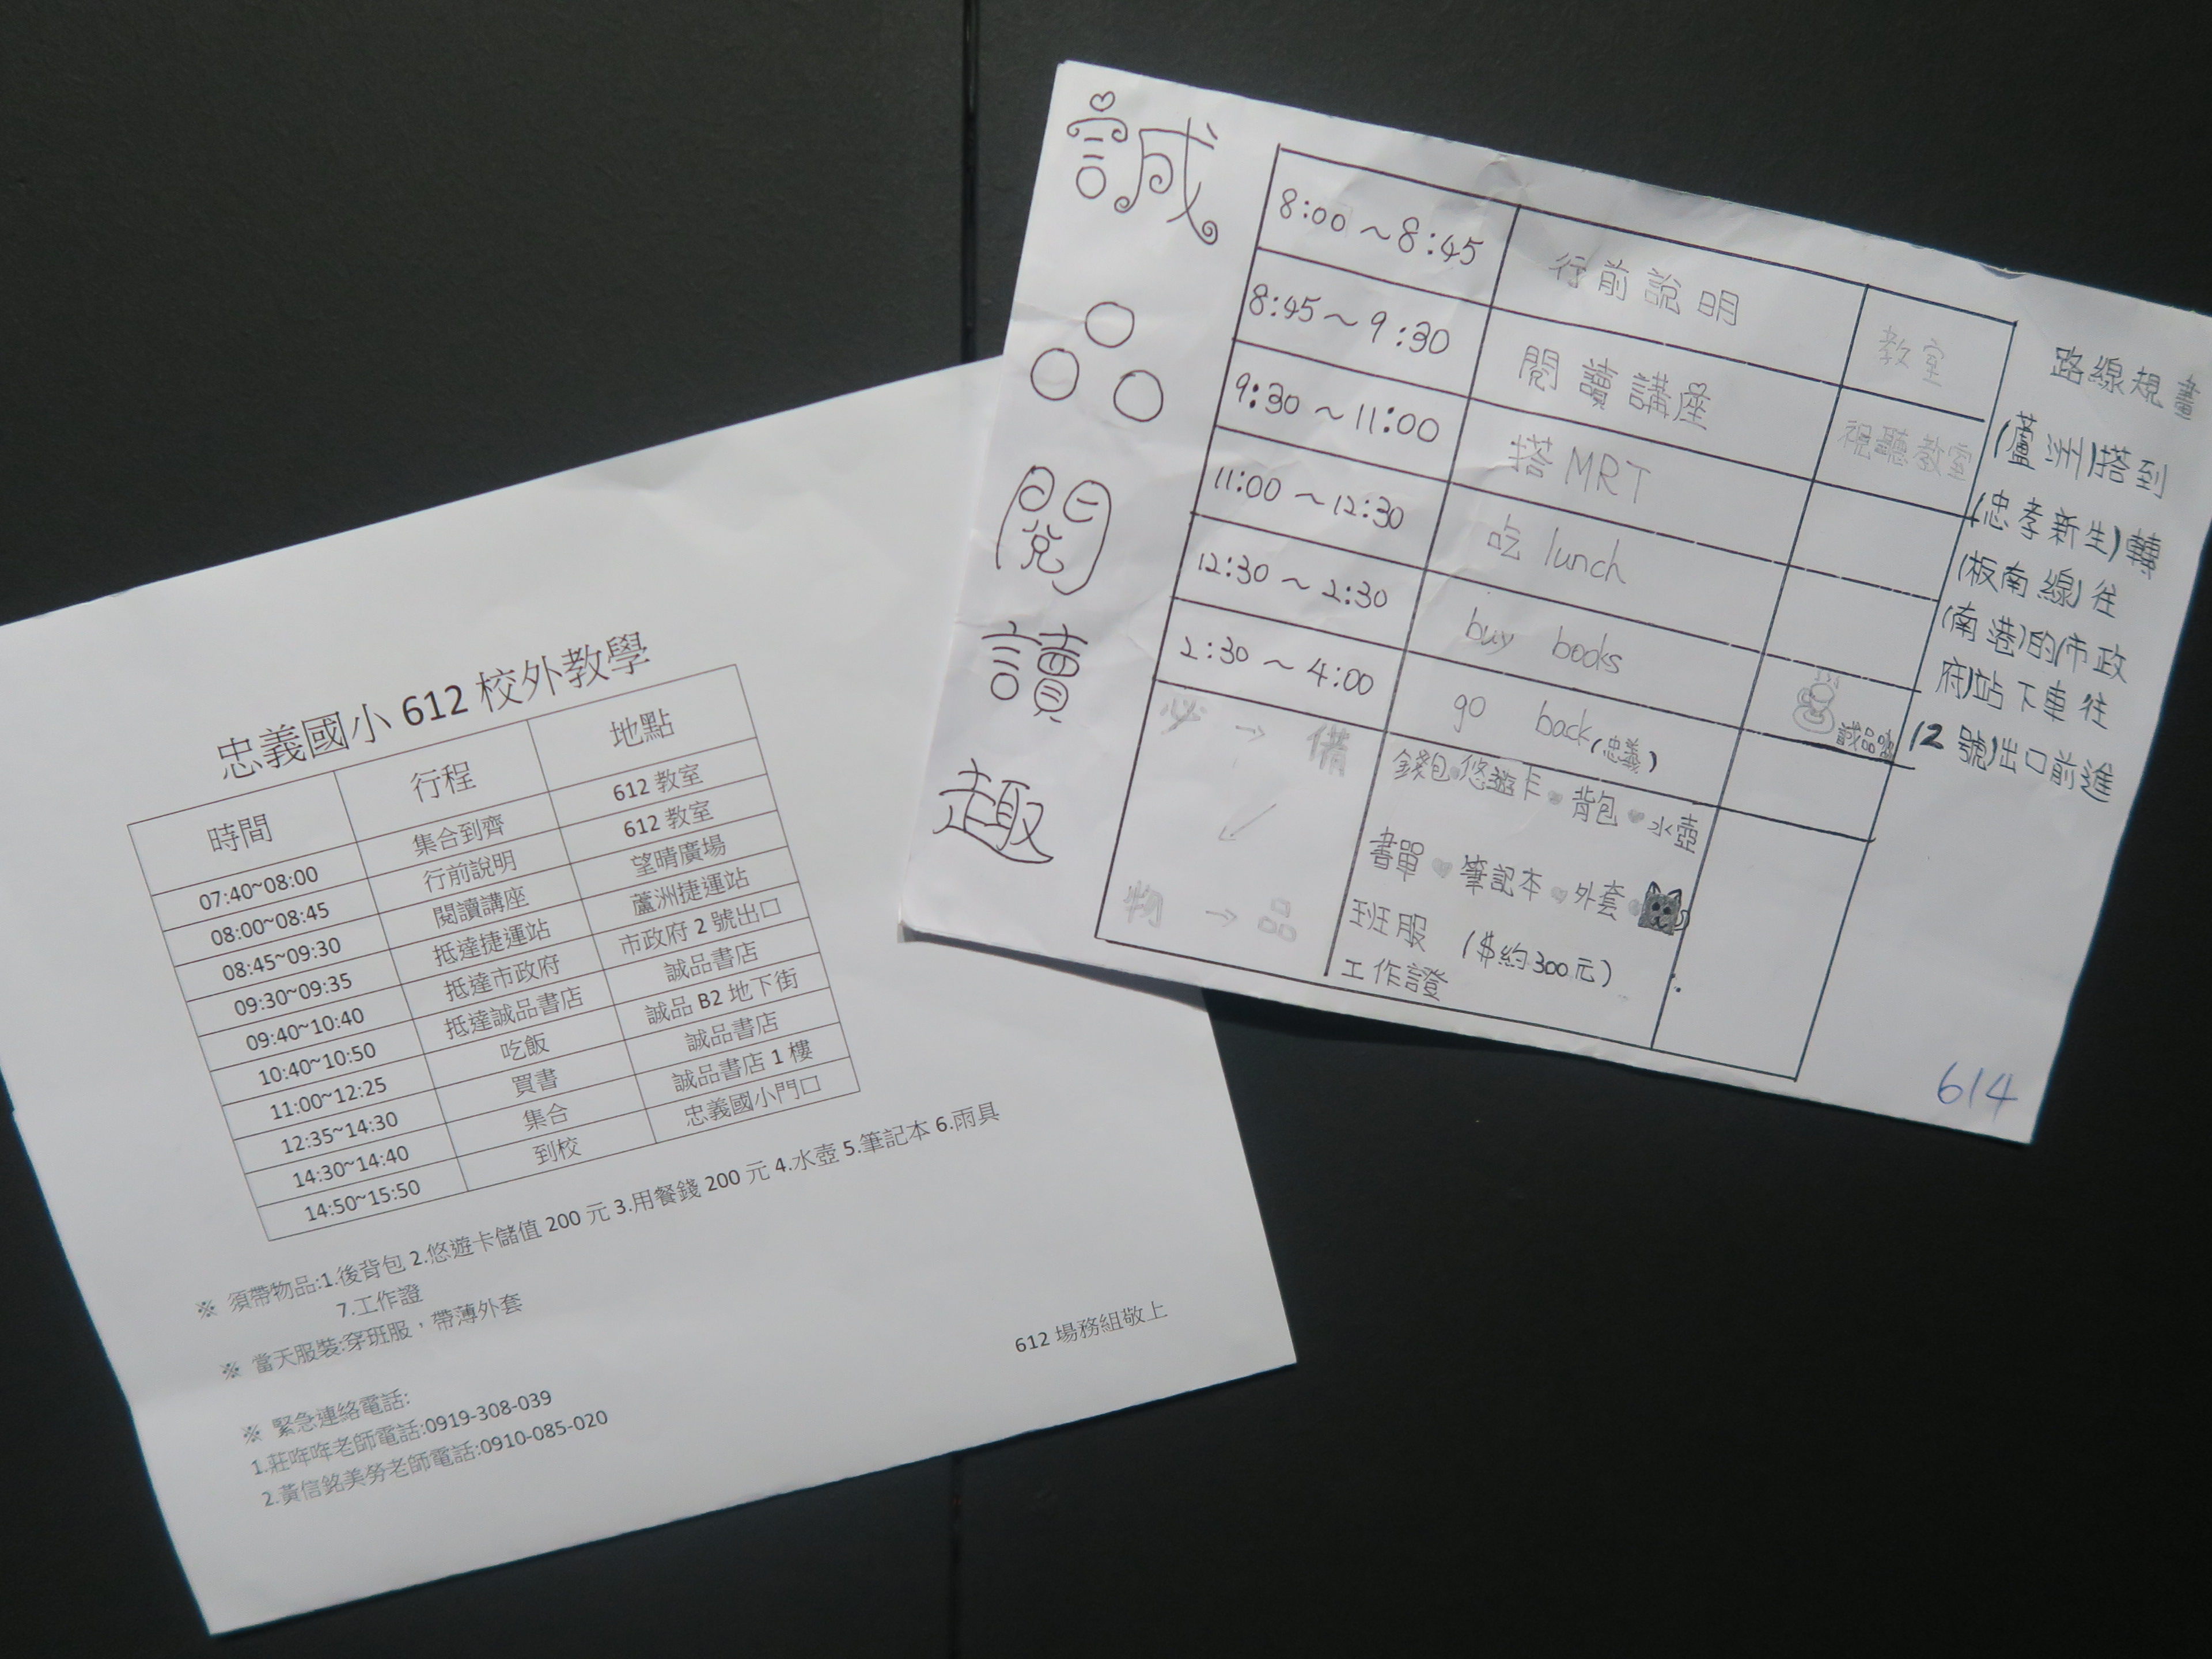 忠義國小 612 校外教學
時間 行程 地點
07:40~08:00 集合到齊 612 教室
08:00~08:45 行前說明 612 教室
08:45~09:30 閱讀講座 望晴廣場
09:30~09:35 抵達捷運站 蘆洲捷運站
09:40~10:40 抵達市政府 市政府 2 號出口
10:40~10:50 抵達誠品書店 誠品書店
11:00~12:25 吃飯 誠品 B2 地下街
12:35~14:30 買書 誠品書店
14:30~14:40 集合 誠品書店 1 樓
14:50~15:50 到校 忠義國小門口
※ 須帶物品:1.後背包 2.悠遊卡儲值 200 元 3.用餐錢 200 元 4.水壺 5.筆記本 6.雨具
7.工作證
※ 當天服裝:穿班服，帶薄外套
※ 緊急連絡電話:
1.莊咩咩老師電話:0919-308-039
2.黃信銘美勞老師電話:0910-085-020
612 場務組敬上
誠品閱讀趣
8:00～8:45 行前說明 教室
8:45～9:30 閱讀講座 視聽教室
9:30～11:00 搭MRT
11:00～12:30 吃 lunch
12:30～2:30 buy books 誠品
2:30～4:00 go back(忠義)
必→備
物→品
錢包 悠遊卡 背包 水壺
書單 筆記本 外套
班服 ($約300元)
工作證
路線規畫
(蘆洲)搭到
(忠孝新生)轉
(板南線)往
(南港)的(市政
府)站下車往
(2號)出口前進
614